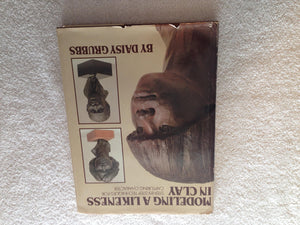 MODELING A LIKENESS
IN CLAY
STEP-BY-STEP TECHNIQUES FOR
CAPTURING CHARACTER
BY DAISY GRUBBS